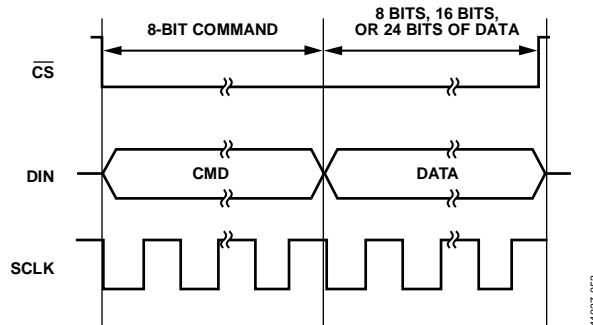 8-BIT COMMAND
8 BITS, 16 BITS,
OR 24 BITS OF DATA
CS
DIN
CMD
DATA
SCLK